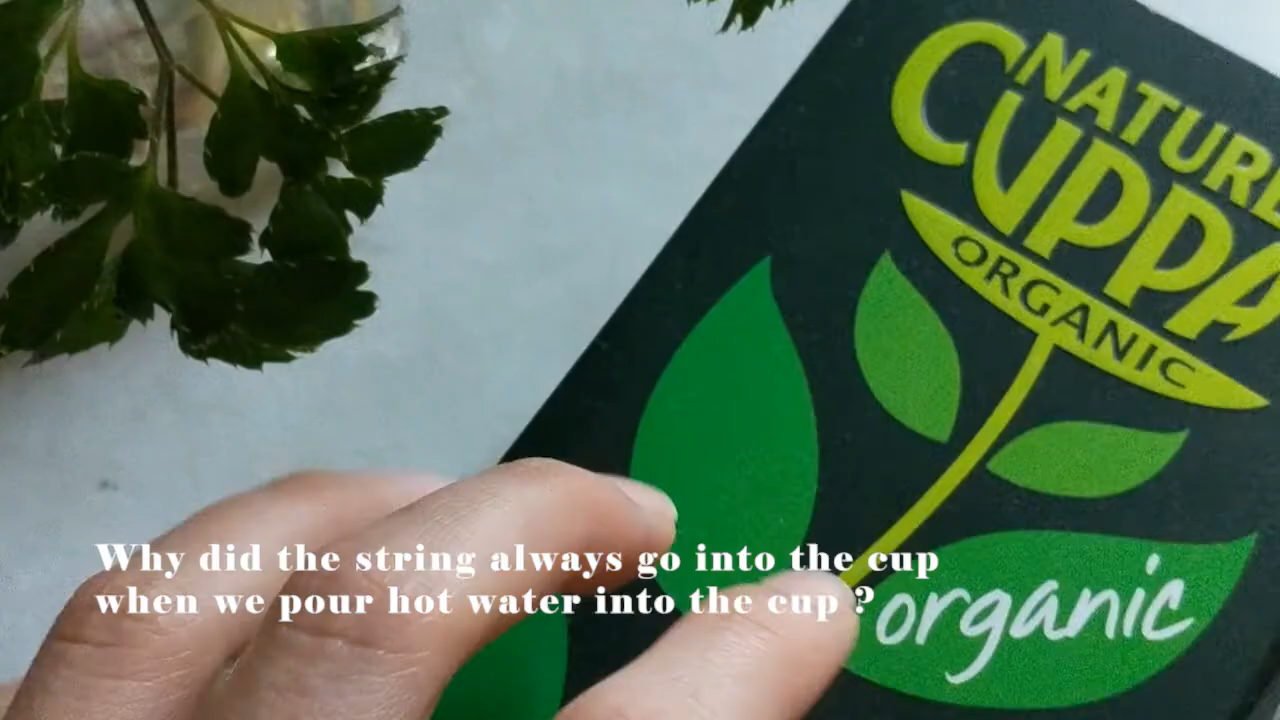 NATURE
CUPPA
ORGANIC
organic
Why did the string always go into the cup
when we pour hot water into the cup ?